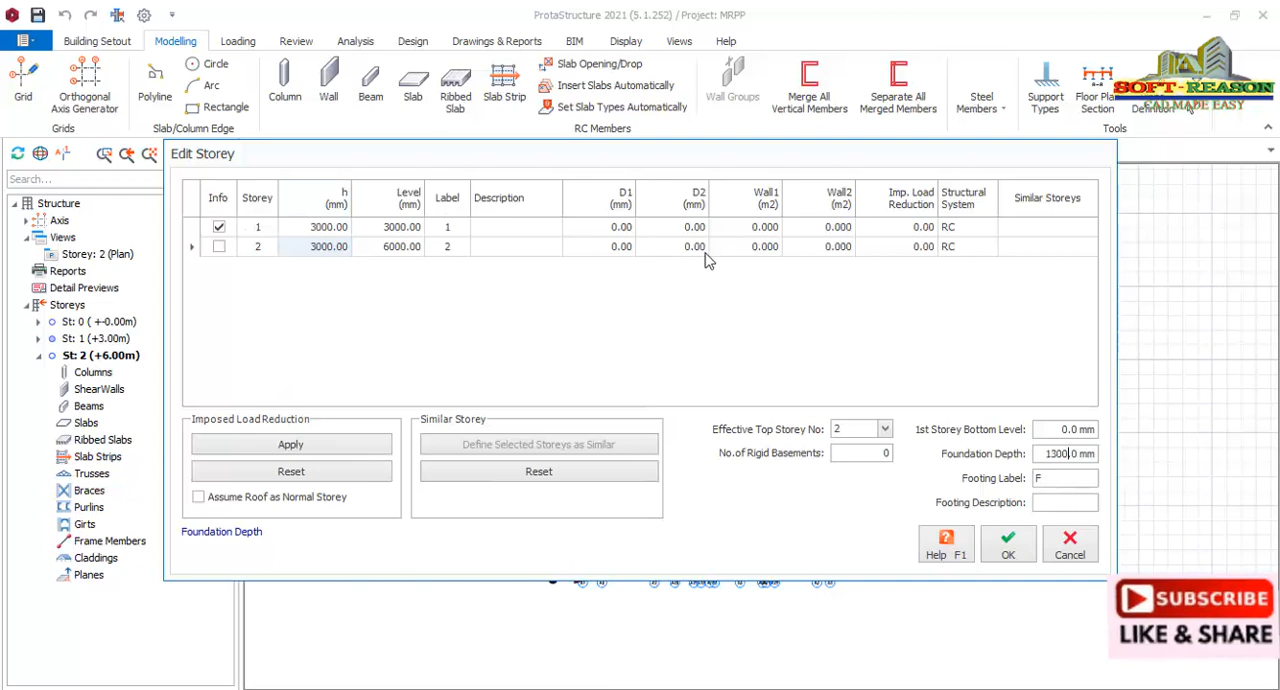 ProtaStructure 2021 (5.1.252) / Project: MRPP
Building Setout Modelling Loading Review Analysis Design Drawings & Reports BIM Display Views Help
Grid
Orthogonal
Axis Generator
Grids
Polyline
Circle
Arc
Rectangle
Slab/Column Edge
Column
Wall
Beam
Slab
Ribbed
Slab
Slab Strip
Slab Opening/Drop
Insert Slabs Automatically
Set Slab Types Automatically
RC Members
Wall Groups
Merge All
Vertical Members
Separate All
Merged Members
Steel
Members
Support
Types
Floor Pla
Section
Definition
Tools
SOFT-REASON
CAD MADE EASY
Search...
Structure
Axis
Views
Storey: 2 (Plan)
Reports
Detail Previews
Storeys
St: 0 ( +-0.00m)
St: 1 (+3.00m)
St: 2 (+6.00m)
Columns
ShearWalls
Beams
Slabs
Ribbed Slabs
Slab Strips
Trusses
Braces
Purlins
Girts
Frame Members
Claddings
Planes
Edit Storey
Info Storey h (mm) Level (mm) Label Description D1 (mm) D2 (mm) Wall1 (m2) Wall2 (m2) Imp. Load Reduction Structural System Similar Storeys
1 3000.00 3000.00 1 0.00 0.00 0.000 0.000 0.00 RC
2 3000.00 6000.00 2 0.00 0.00 0.000 0.000 0.00 RC
Imposed Load Reduction
Apply
Reset
Assume Roof as Normal Storey
Similar Storey
Define Selected Storeys as Similar
Reset
Effective Top Storey No: 2
No.of Rigid Basements: 0
1st Storey Bottom Level: 0.0 mm
Foundation Depth: 1300.0 mm
Footing Label: F
Footing Description:
Foundation Depth
Help F1
OK
Cancel
SUBSCRIBE
LIKE & SHARE